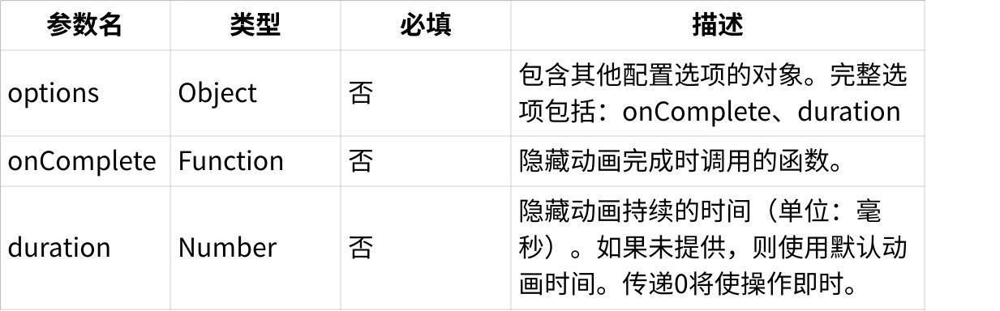 参数名 类型 必填 描述
options Object 否 包含其他配置选项的对象。完整选
项包括：onComplete、duration
onComplete Function 否 隐藏动画完成时调用的函数。
duration Number 否 隐藏动画持续的时间（单位：毫
秒）。如果未提供，则使用默认动
画时间。传递0将使操作即时。